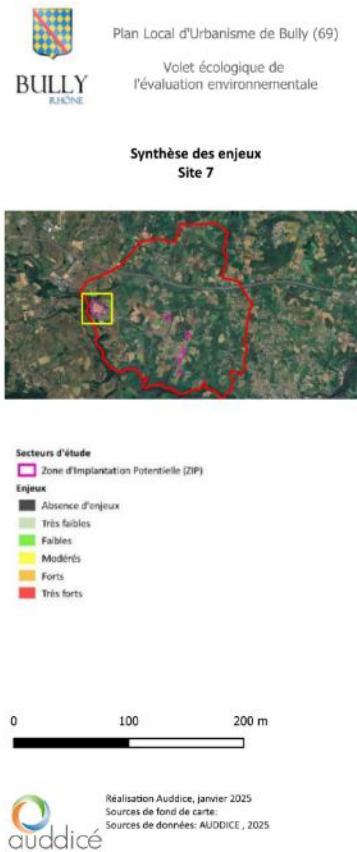 BULLY
RHÔNE
Plan Local d'Urbanisme de Bully (69)
Volet écologique de
l'évaluation environnementale
Synthèse des enjeux
Site 7
Secteurs d'étude
Zone d'Implantation Potentielle (ZIP)
Enjeux
Absence d'enjeux
Très faibles
Faibles
Modérés
Forts
Très forts
0 100 200 m
auddicé
Réalisation Auddice, janvier 2025
Sources de fond de carte:
Sources de données: AUDDICE , 2025